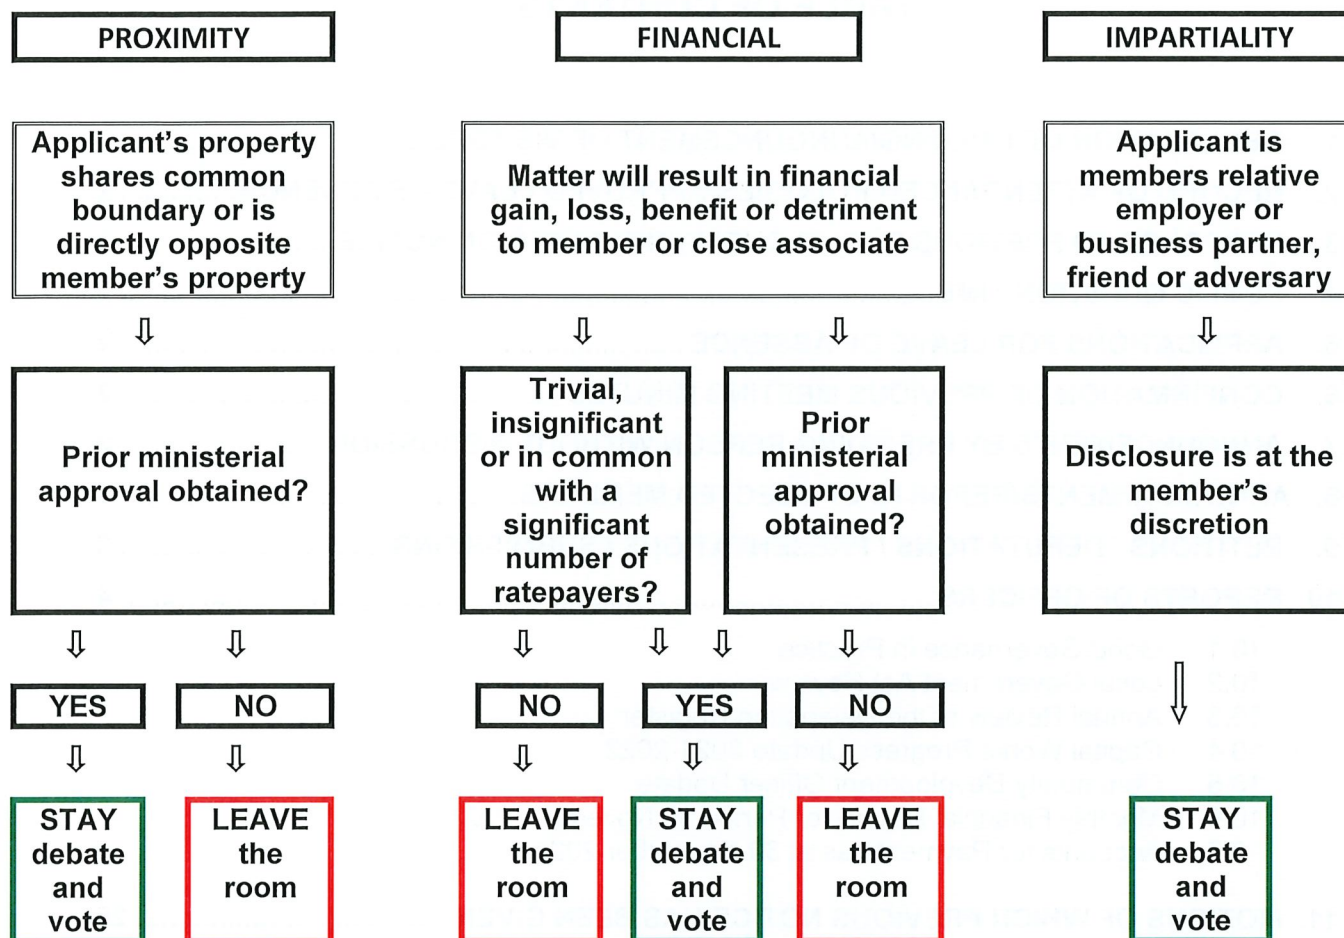 PROXIMITY
FINANCIAL
IMPARTIALITY
Applicant's property
shares common
boundary or is
directly opposite
member's property
Matter will result in financial
gain, loss, benefit or detriment
to member or close associate
Applicant is
members relative
employer or
business partner,
friend or adversary
Prior ministerial
approval obtained?
Trivial,
insignificant
or in common
with a
significant
number of
ratepayers?
Prior
ministerial
approval
obtained?
Disclosure is at the
member's
discretion
YES
NO
NO
YES
NO
STAY
debate
and
vote
LEAVE
the
room
LEAVE
the
room
STAY
debate
and
vote
LEAVE
the
room
STAY
debate
and
vote